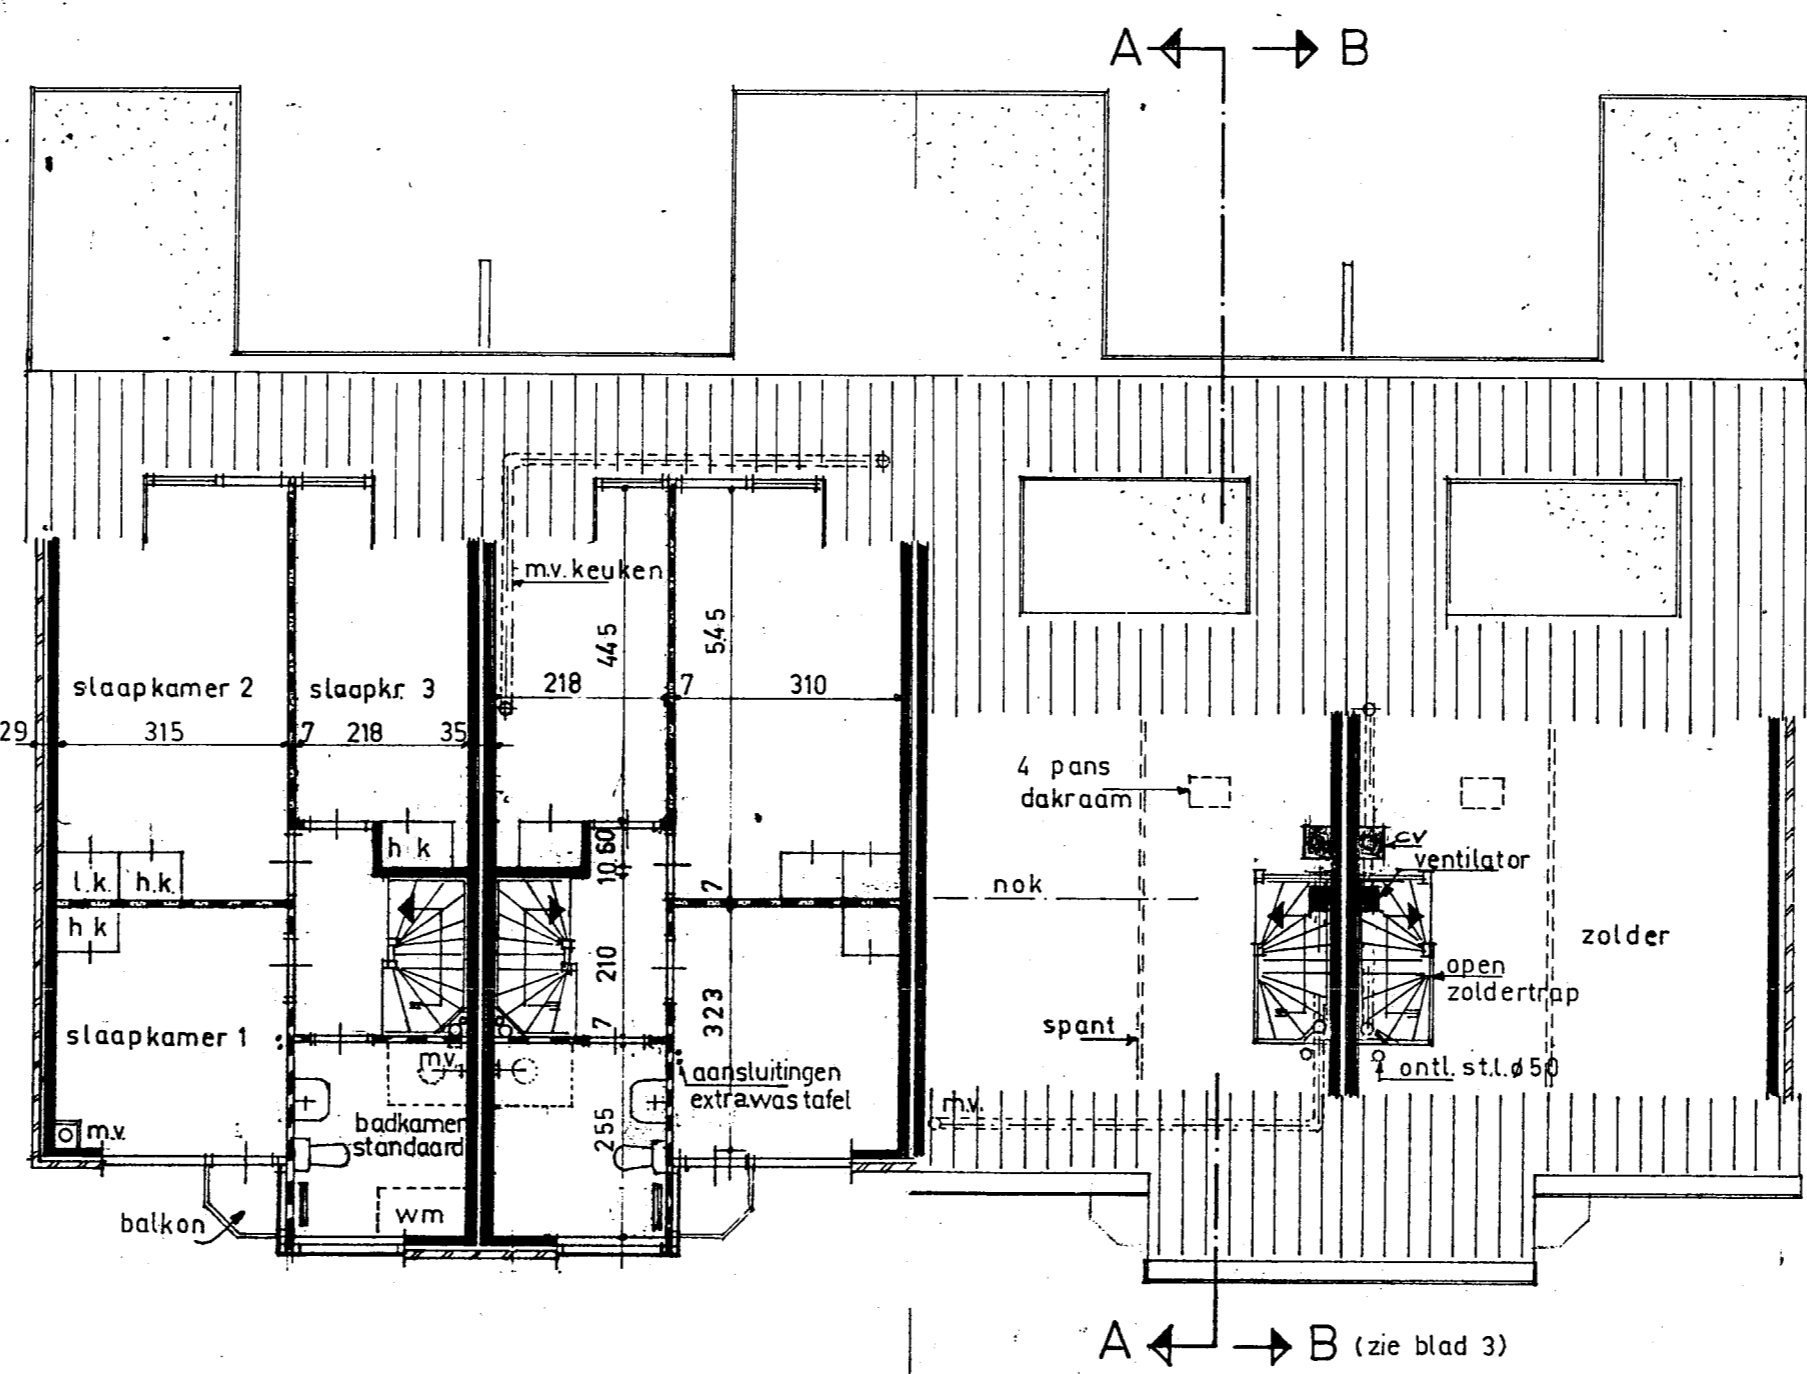 A B
m.v. keuken
445
545
slaapkamer 2
slaapkr. 3
218
7
310
29
315
7
218
35
4 pans
dakraam
h k
60
10
cv
ventilator
l.k.
h.k.
7
nok
h k
210
323
zolder
open
zoldertrap
slaapkamer 1
7
spant
m.v.
aansluitingen
extra.wastafel
ontl. st.l. ø 50
m.v.
m.v.
badkamer
standaard
255
balkon
wm
A B (zie blad 3)